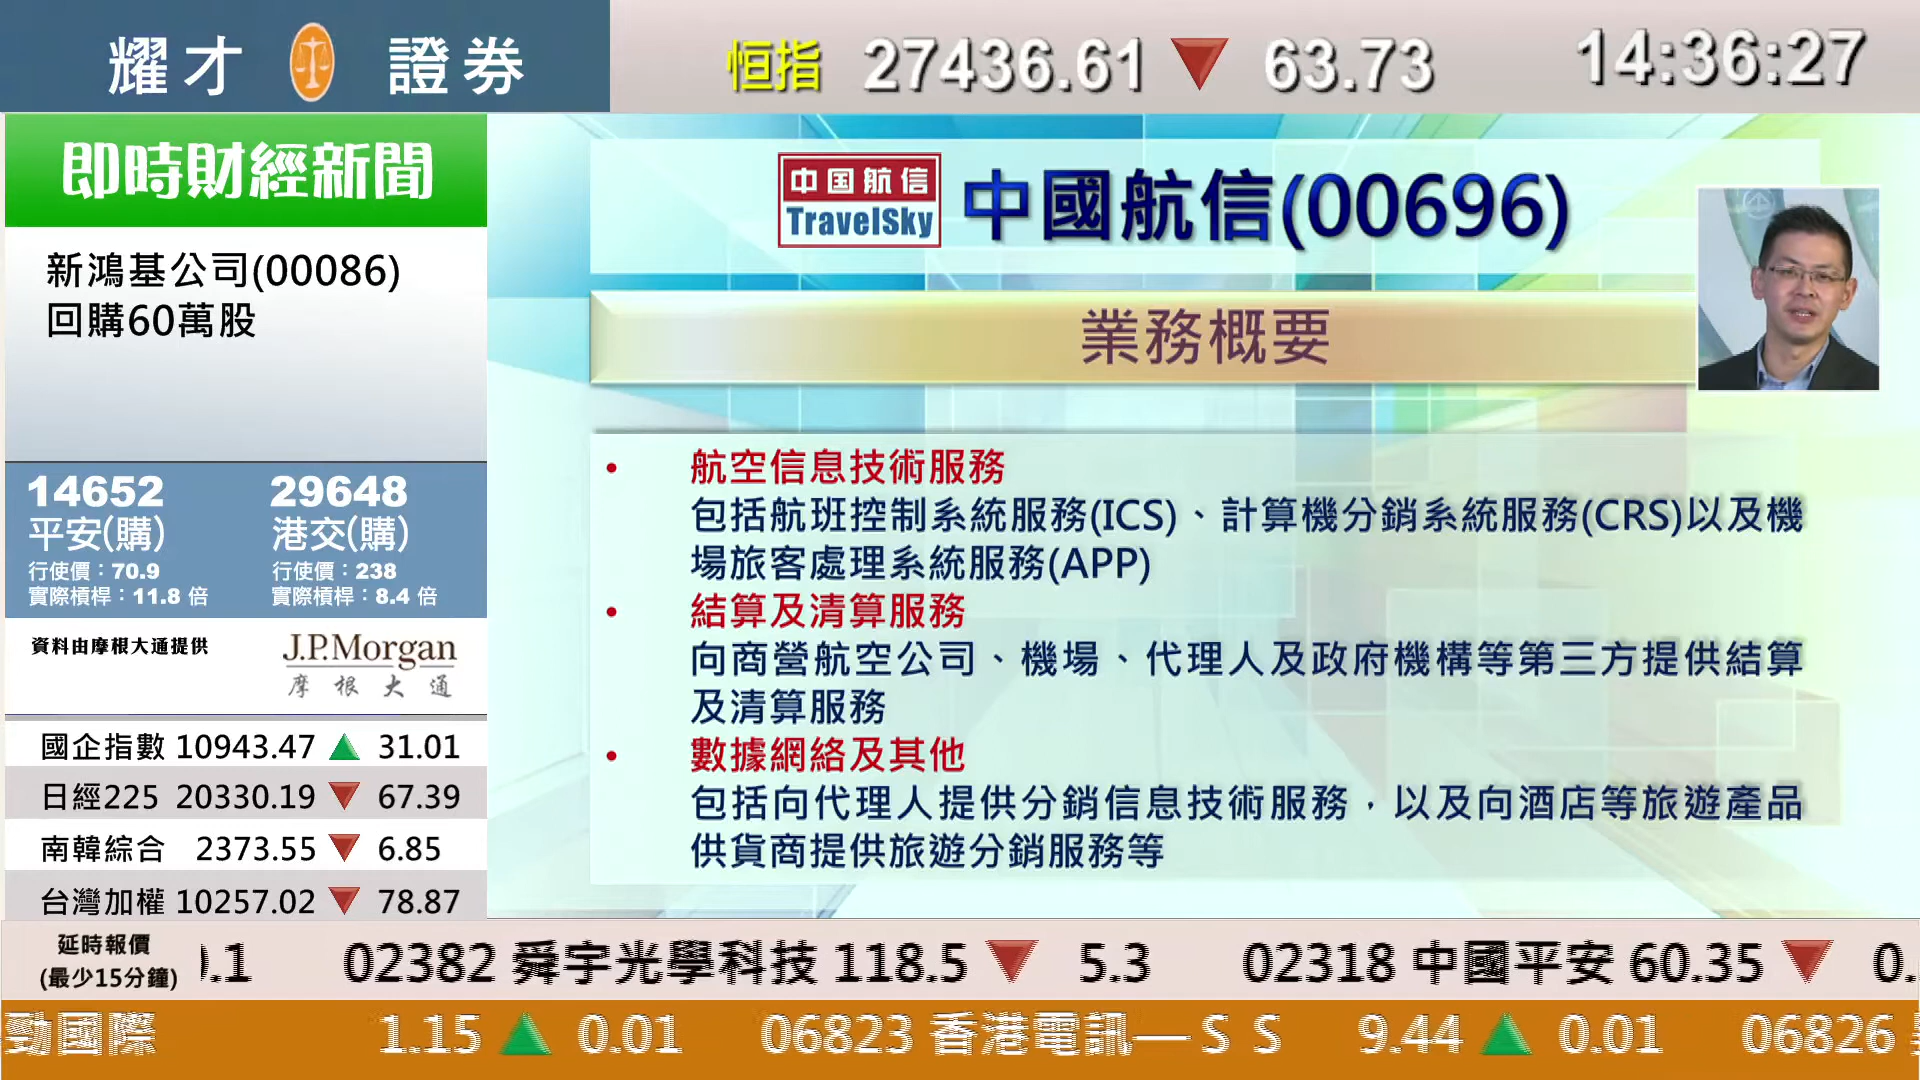 耀才 證券
恒指 27436.61 ▼ 63.73
14:36:27
即時財經新聞
新鴻基公司(00086)
回購60萬股
14652 29648
平安(購) 港交(購)
行使價：70.9 行使價：238
實際槓桿：11.8 倍 實際槓桿：8.4 倍
資料由摩根大通提供
J.P.Morgan
摩根大通
國企指數 10943.47 ▲ 31.01
日經225 20330.19 ▼ 67.39
南韓綜合 2373.55 ▼ 6.85
台灣加權 10257.02 ▼ 78.87
中国航信
TravelSky
中國航信(00696)
業務概要
• 航空信息技術服務
包括航班控制系統服務(ICS)、計算機分銷系統服務(CRS)以及機
場旅客處理系統服務(APP)
• 結算及清算服務
向商營航空公司、機場、代理人及政府機構等第三方提供結算
及清算服務
• 數據網絡及其他
包括向代理人提供分銷信息技術服務，以及向酒店等旅遊產品
供貨商提供旅遊分銷服務等
延時報價
(最少15分鐘)
.1 02382 舜宇光學科技 118.5 ▼ 5.3 02318 中國平安 60.35 ▼ 0.
勁國際 1.15 ▲ 0.01 06823 香港電訊—ＳＳ 9.44 ▲ 0.01 06826